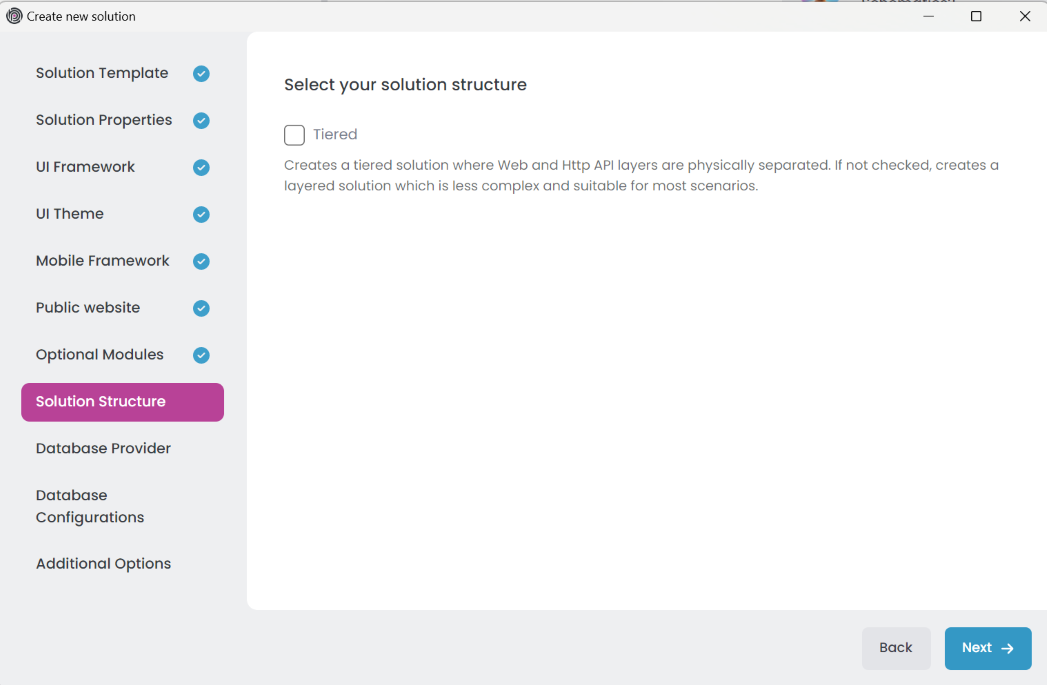 Create new solution
Solution Template
Solution Properties
UI Framework
UI Theme
Mobile Framework
Public website
Optional Modules
Solution Structure
Database Provider
Database
Configurations
Additional Options
Select your solution structure
Tiered
Creates a tiered solution where Web and Http API layers are physically separated. If not checked, creates a
layered solution which is less complex and suitable for most scenarios.
Back
Next